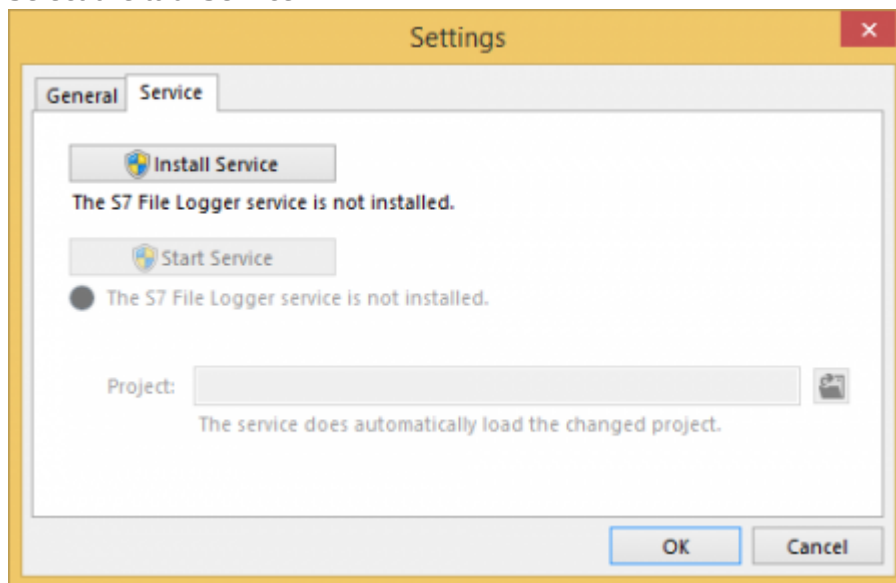 Settings
General Service
Install Service
The S7 File Logger service is not installed.
Start Service
The S7 File Logger service is not installed.
Project:
The service does automatically load the changed project.
OK Cancel